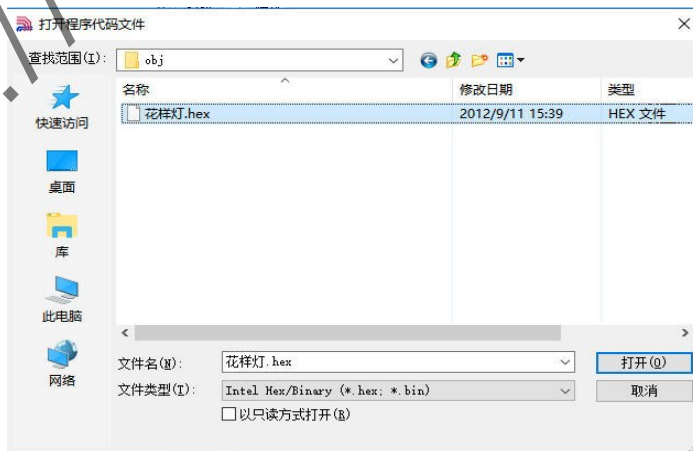 打开程序代码文件
查找范围(I): obj
名称 修改日期 类型
花样灯.hex 2012/9/11 15:39 HEX 文件
快速访问
桌面
库
此电脑
网络
文件名(N): 花样灯.hex 打开(O)
文件类型(T): Intel Hex/Binary (*.hex; *.bin) 取消
以只读方式打开(R)